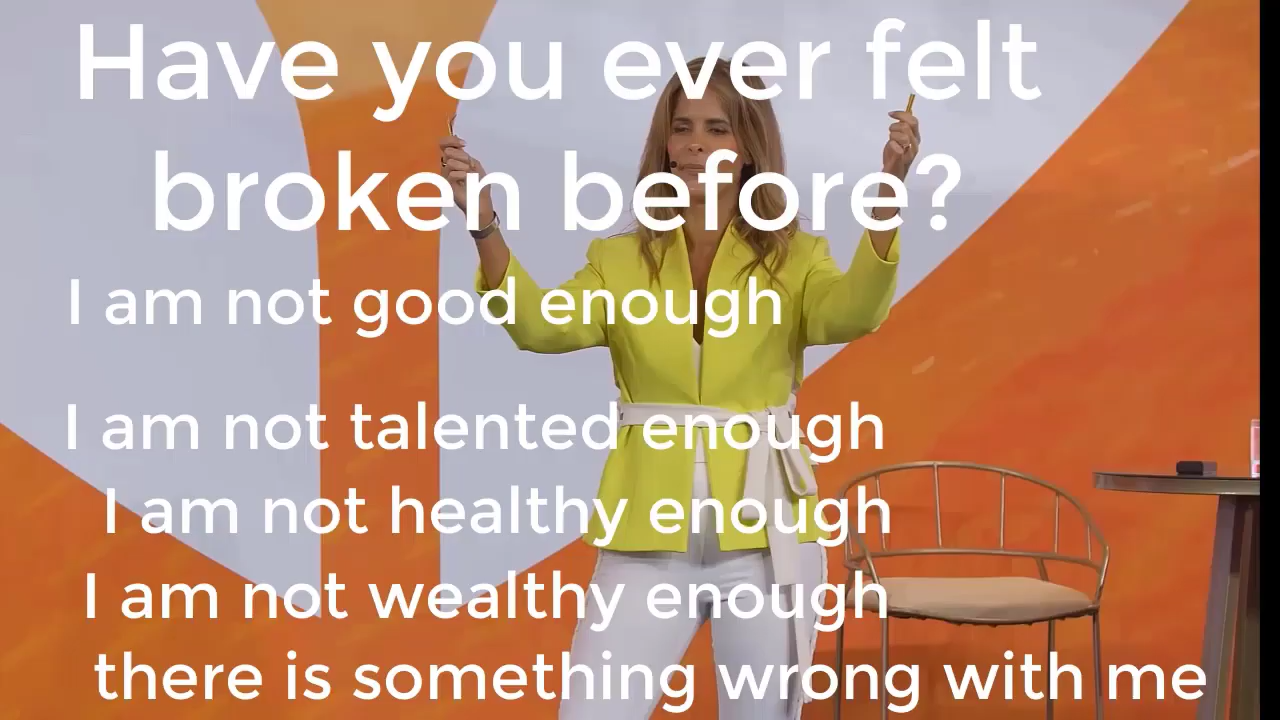 Have you ever felt
broken before?
I am not good enough
I am not talented enough
I am not healthy enough
I am not wealthy enough
there is something wrong with me